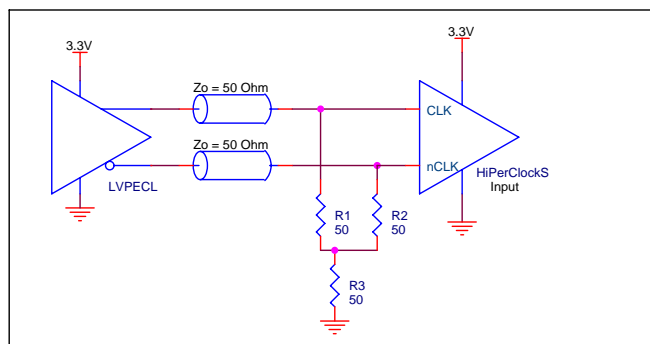 3.3V
3.3V
Zo = 50 Ohm
CLK
Zo = 50 Ohm
nCLK
LVPECL
HiPerClockS
Input
R1
50
R2
50
R3
50